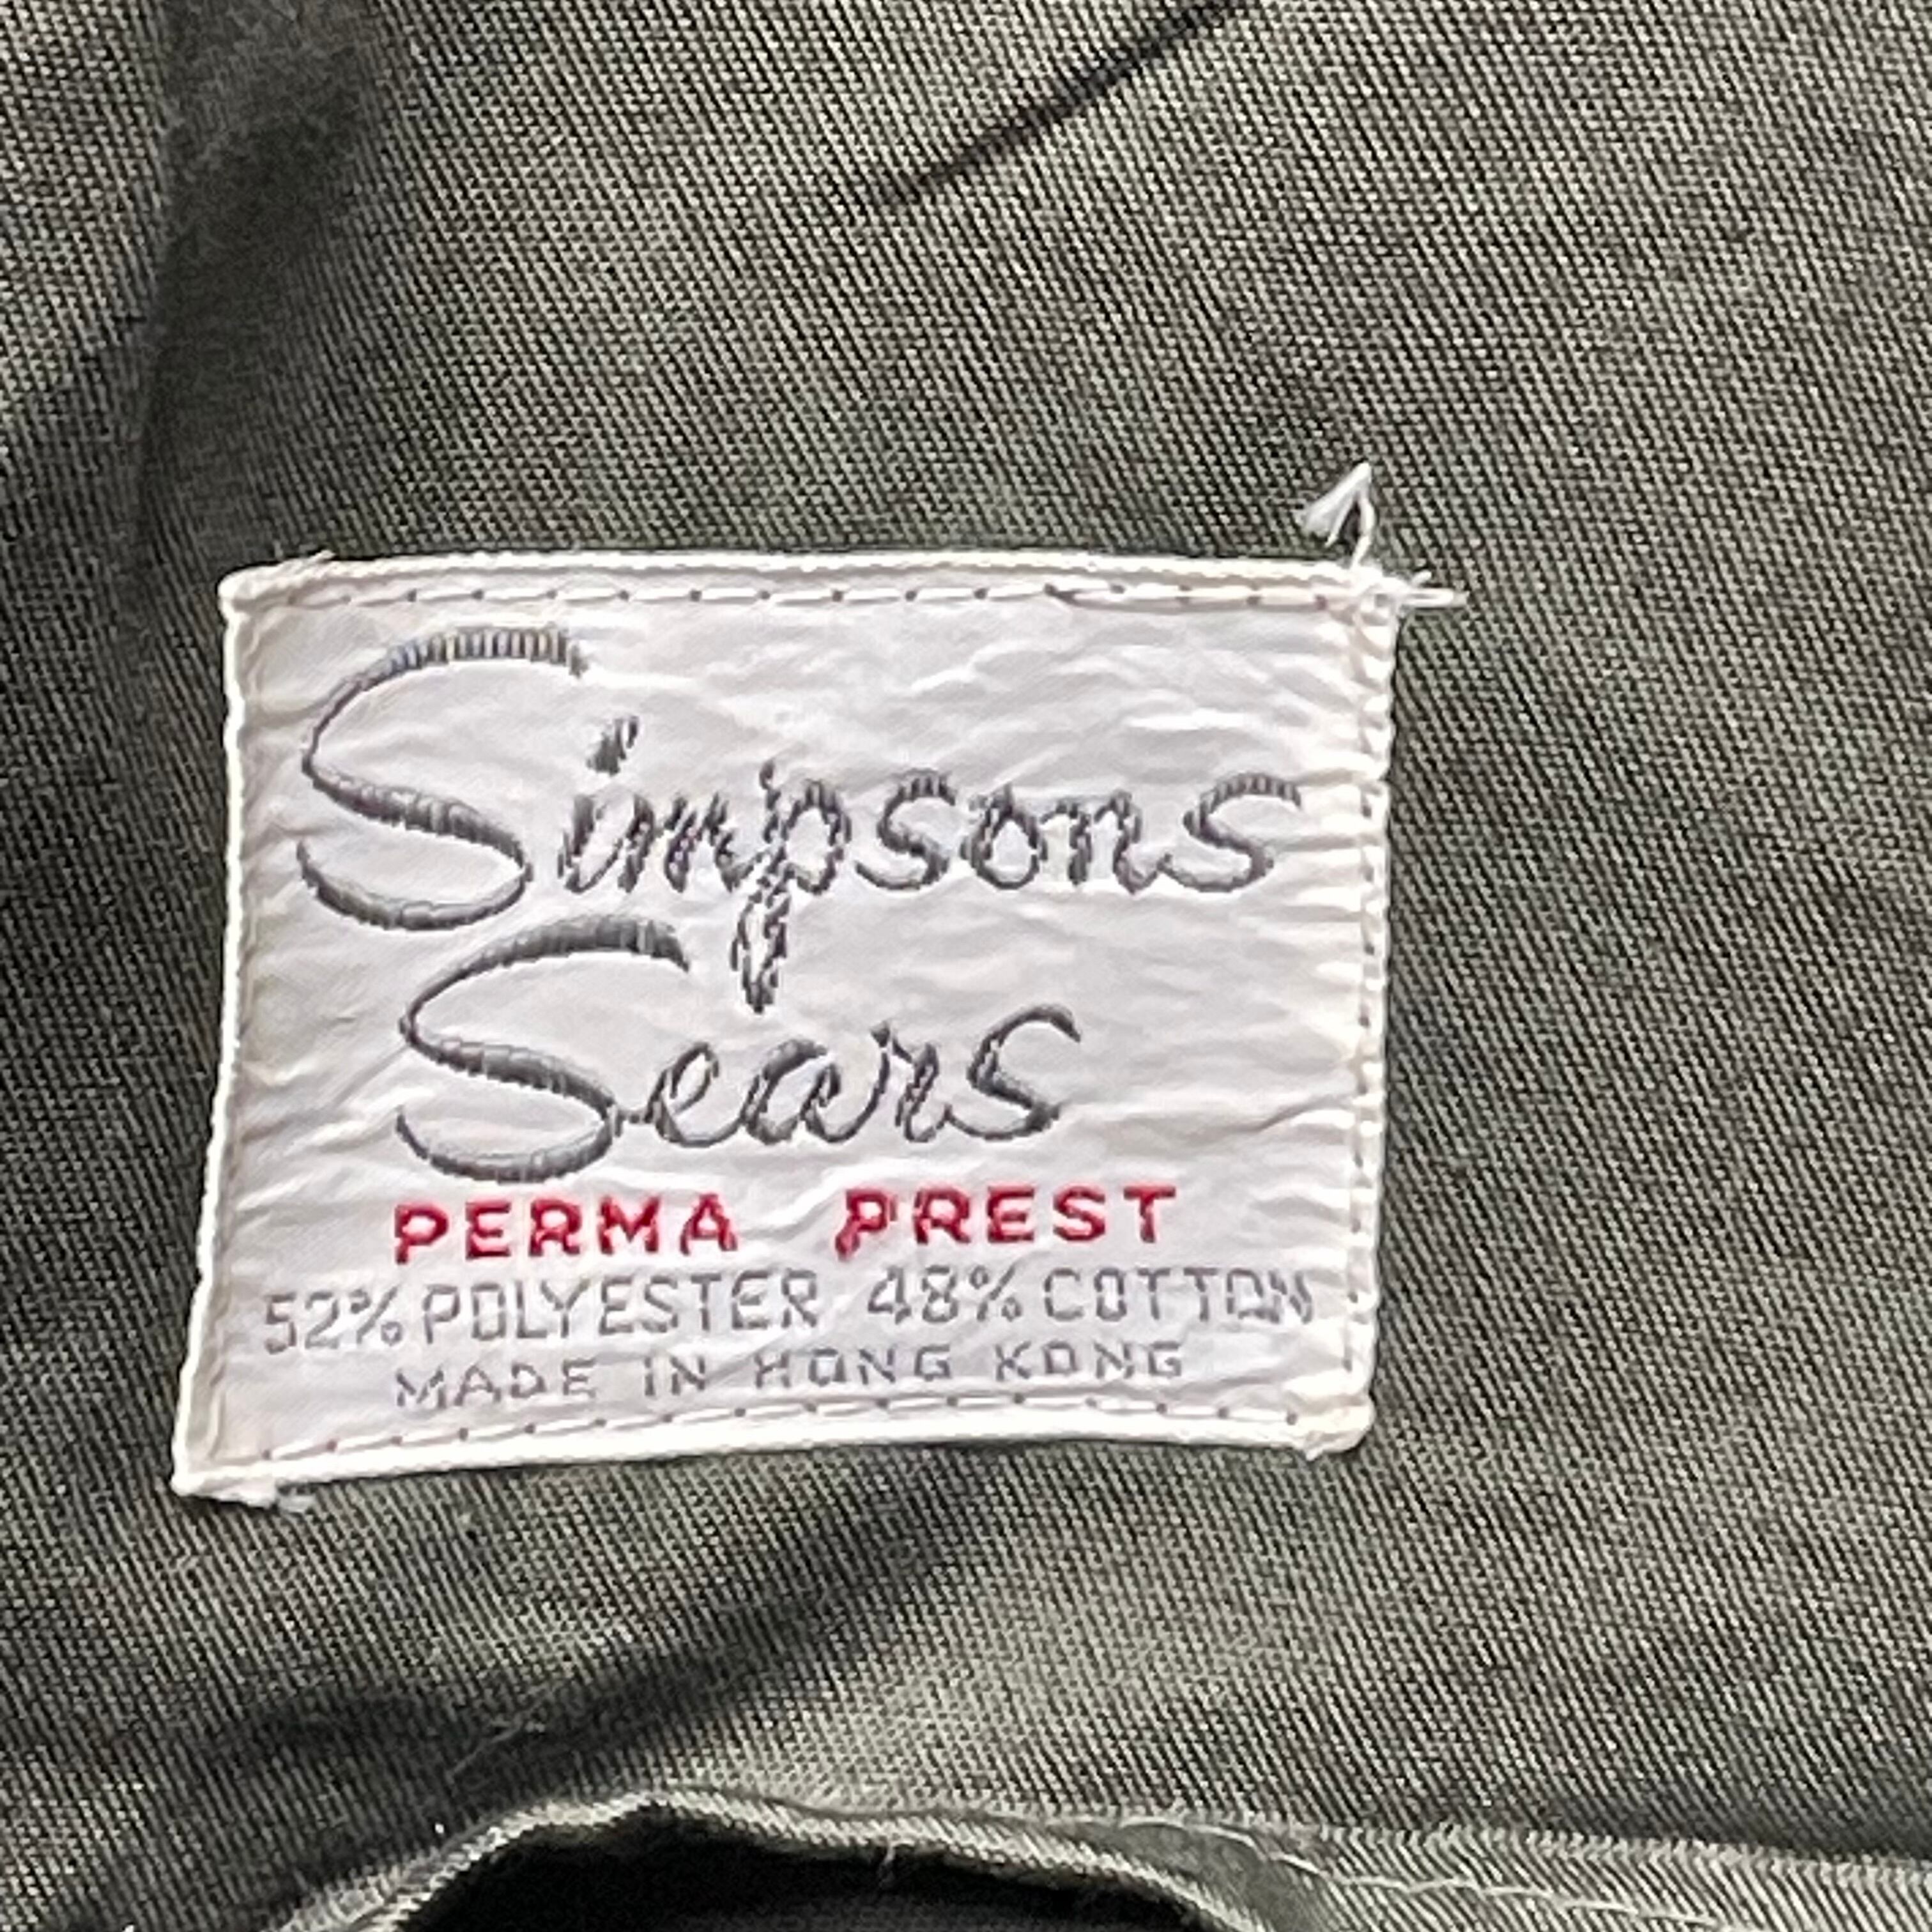 Simpsons
Sears
PERMA PREST
52% POLYESTER 48% COTTON
MADE IN HONG KONG